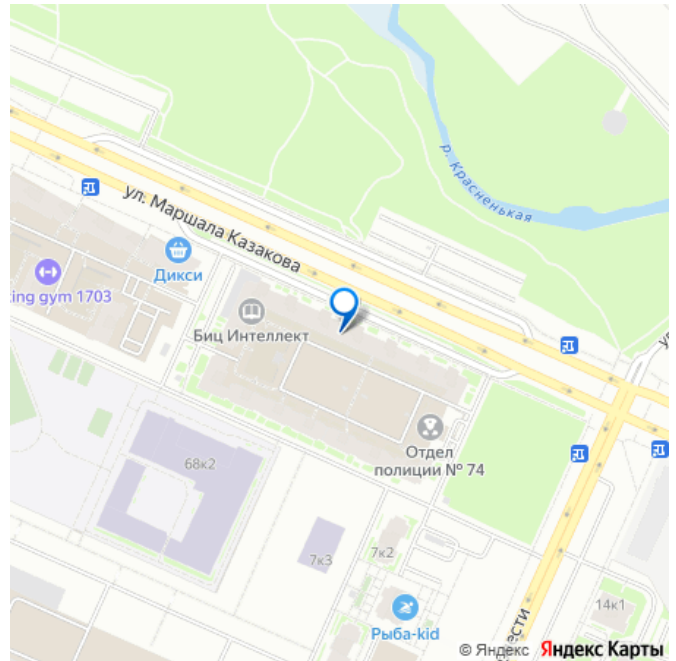 р. Красненькая
ул. Маршала Казакова
Дикси
king gym 1703
Биц Интеллект
Отдел
полиции № 74
68к2
7к3
7к2
Рыба-kid
14к1
© Яндекс Яндекс Карты